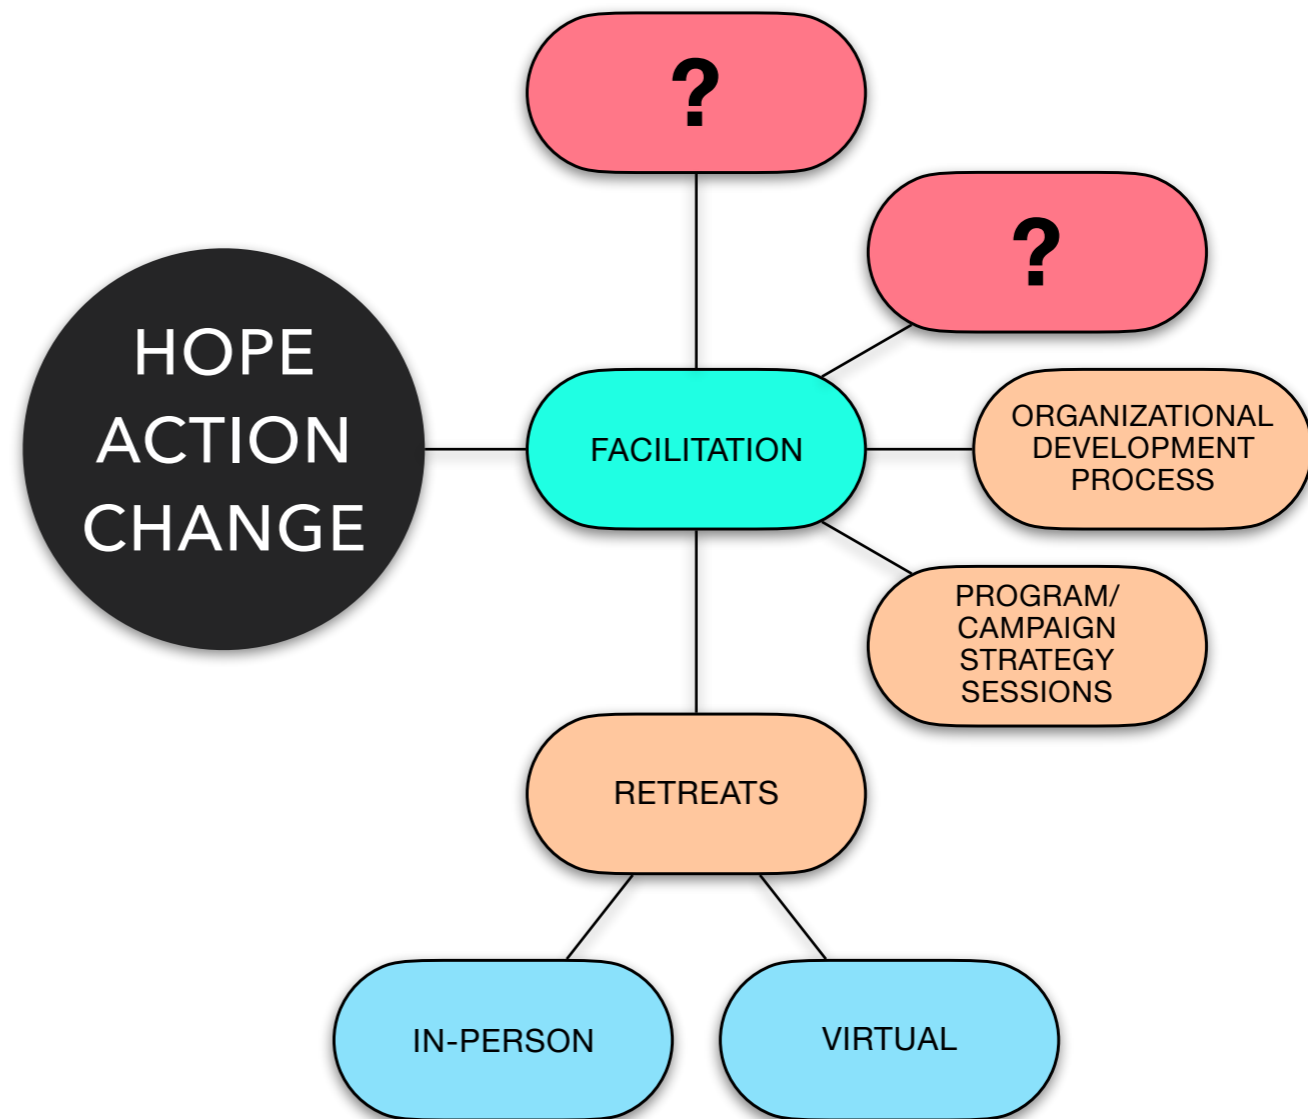 ?
?
HOPE
ACTION
CHANGE
FACILITATION
ORGANIZATIONAL
DEVELOPMENT
PROCESS
PROGRAM/
CAMPAIGN
STRATEGY
SESSIONS
RETREATS
IN-PERSON
VIRTUAL